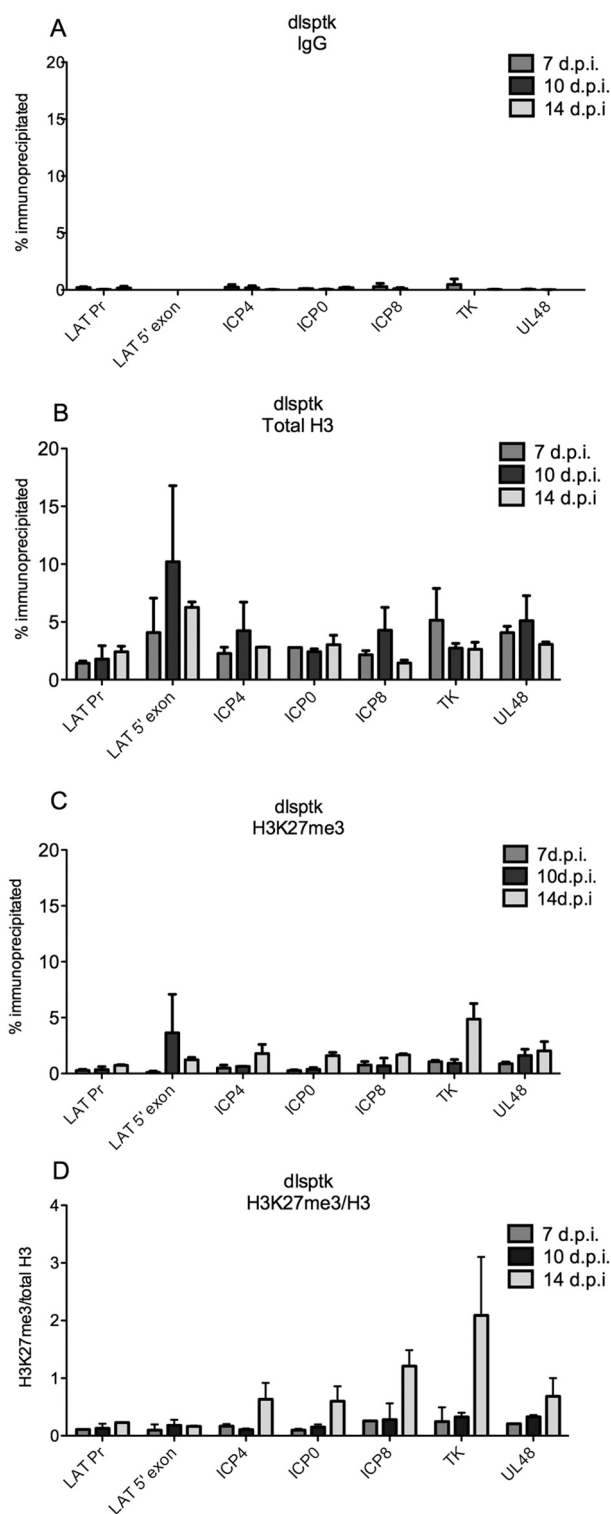 A
dlsptk
IgG
20
15
10
5
0
% immunoprecipitated
7 d.p.i.
10 d.p.i.
14 d.p.i
LAT Pr
LAT 5' exon
ICP4
ICP0
ICP8
TK
UL48
B
dlsptk
Total H3
20
15
10
5
0
% immunoprecipitated
7 d.p.i.
10 d.p.i.
14 d.p.i
LAT Pr
LAT 5' exon
ICP4
ICP0
ICP8
TK
UL48
C
dlsptk
H3K27me3
20
15
10
5
0
% immunoprecipitated
7d.p.i.
10d.p.i.
14d.p.i
LAT Pr
LAT 5' exon
ICP4
ICP0
ICP8
TK
UL48
D
dlsptk
H3K27me3/H3
4
3
2
1
0
H3K27me3/total H3
7 d.p.i.
10 d.p.i.
14 d.p.i
LAT Pr
LAT 5' exon
ICP4
ICP0
ICP8
TK
UL48